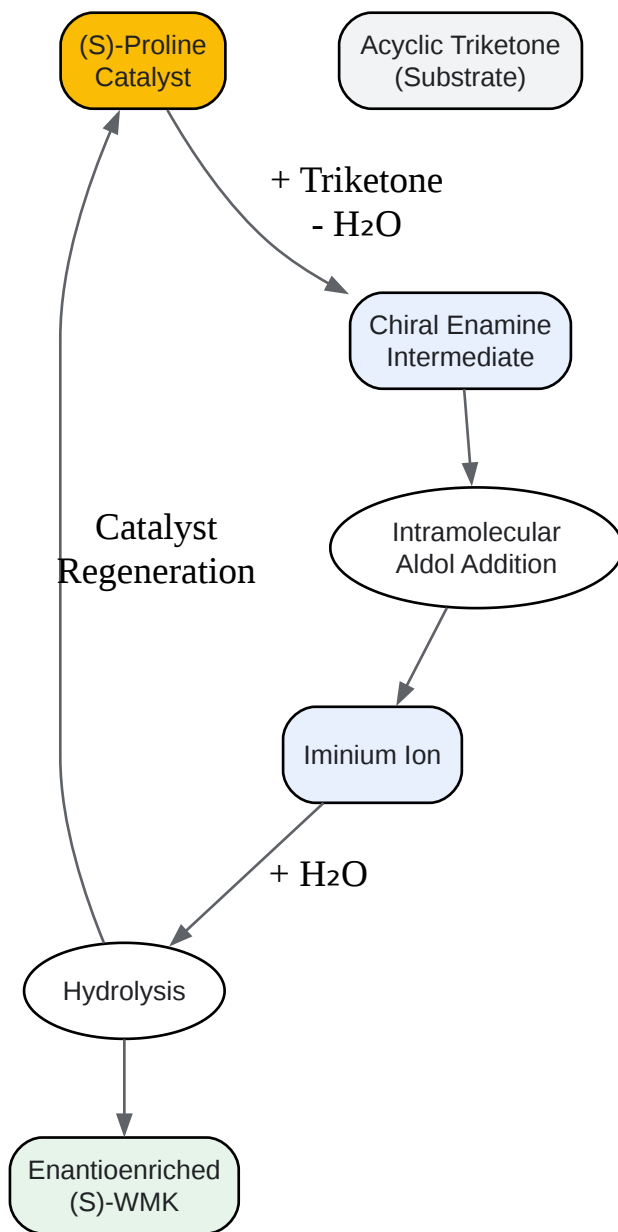 (S)-Proline
Catalyst
Acyclic Triketone
(Substrate)
+ Triketone
- H₂O
Chiral Enamine
Intermediate
Catalyst
Regeneration
Intramolecular
Aldol Addition
Iminium Ion
+ H₂O
Hydrolysis
Enantioenriched
(S)-WMK